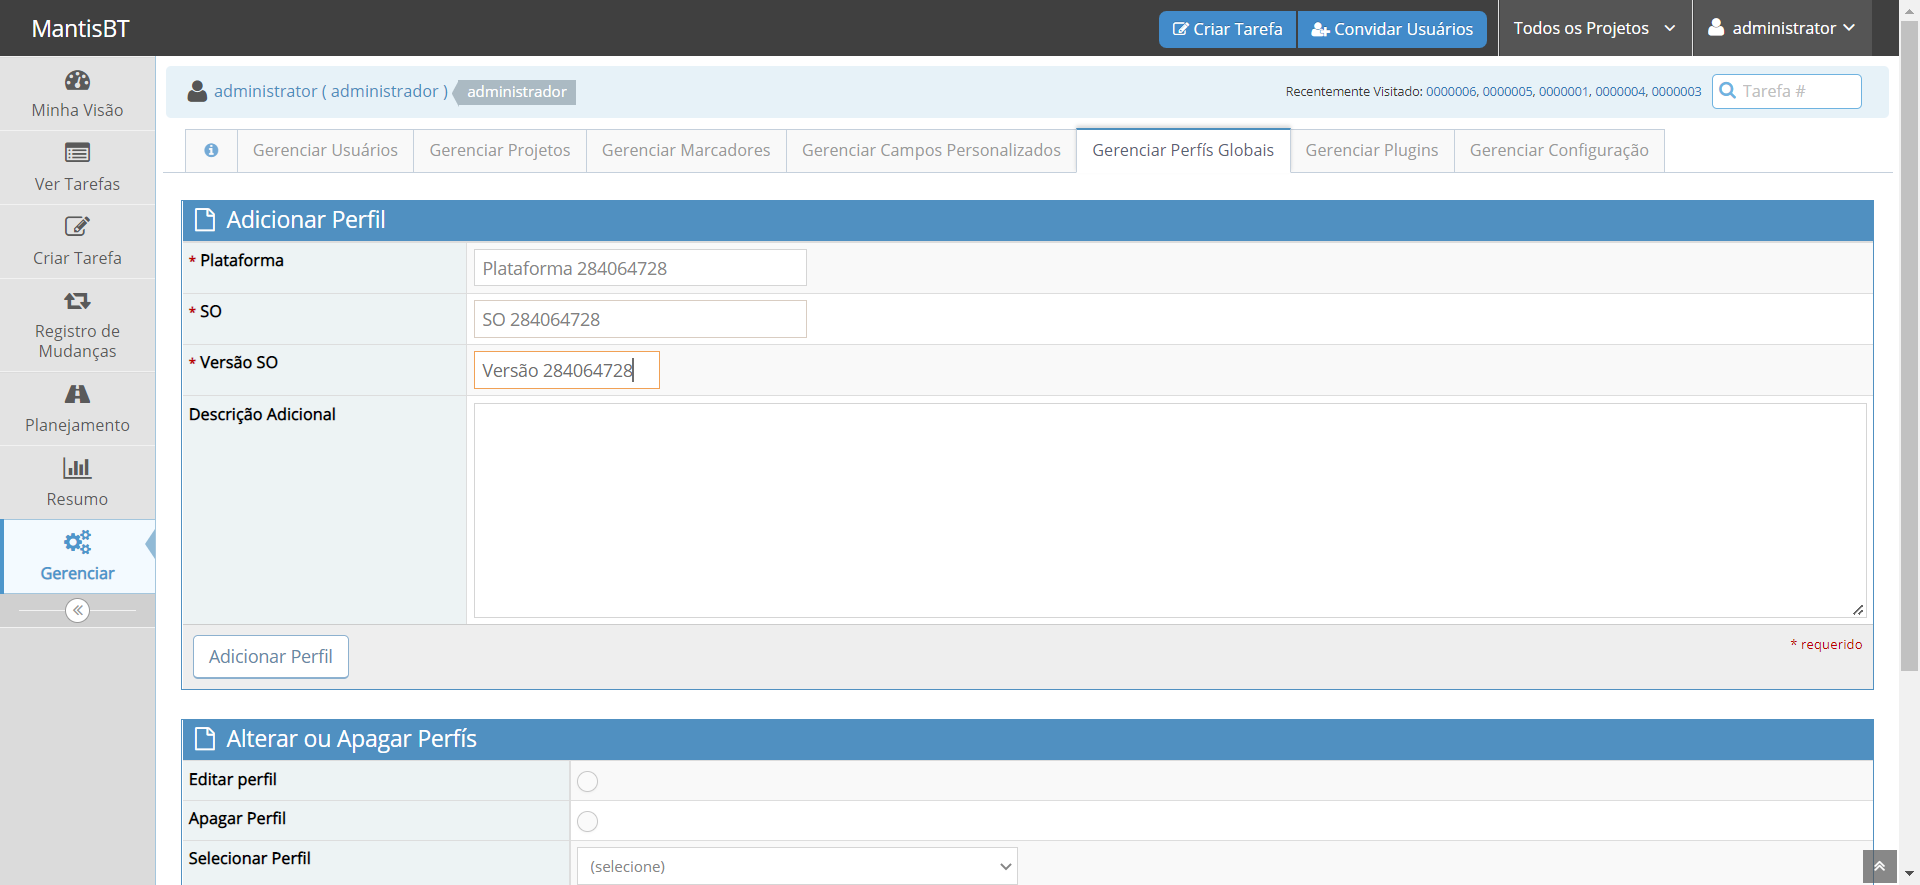 MantisBT
Criar Tarefa
Convidar Usuários
Todos os Projetos
administrator
Minha Visão
Ver Tarefas
Criar Tarefa
Registro de
Mudanças
Planejamento
Resumo
Gerenciar
administrator ( administrador )
administrador
Recentemente Visitado: 0000006, 0000005, 0000001, 0000004, 0000003
Tarefa #
Gerenciar Usuários
Gerenciar Projetos
Gerenciar Marcadores
Gerenciar Campos Personalizados
Gerenciar Perfís Globais
Gerenciar Plugins
Gerenciar Configuração
Adicionar Perfil
* Plataforma
Plataforma 284064728
* SO
SO 284064728
* Versão SO
Versão 284064728
Descrição Adicional
Adicionar Perfil
* requerido
Alterar ou Apagar Perfís
Editar perfil
Apagar Perfil
Selecionar Perfil
(selecione)